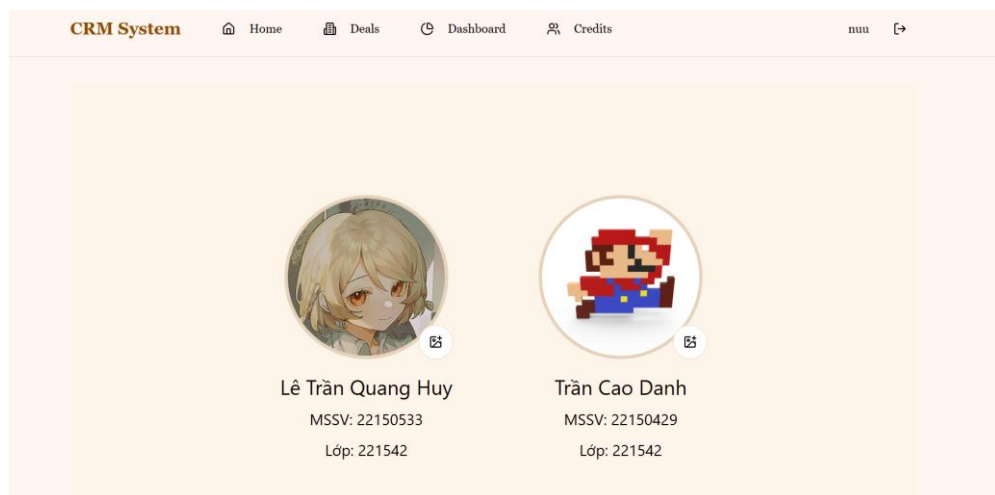 CRM System Home Deals Dashboard Credits nuu
Lê Trần Quang Huy
MSSV: 22150533
Lớp: 221542
Trần Cao Danh
MSSV: 22150429
Lớp: 221542